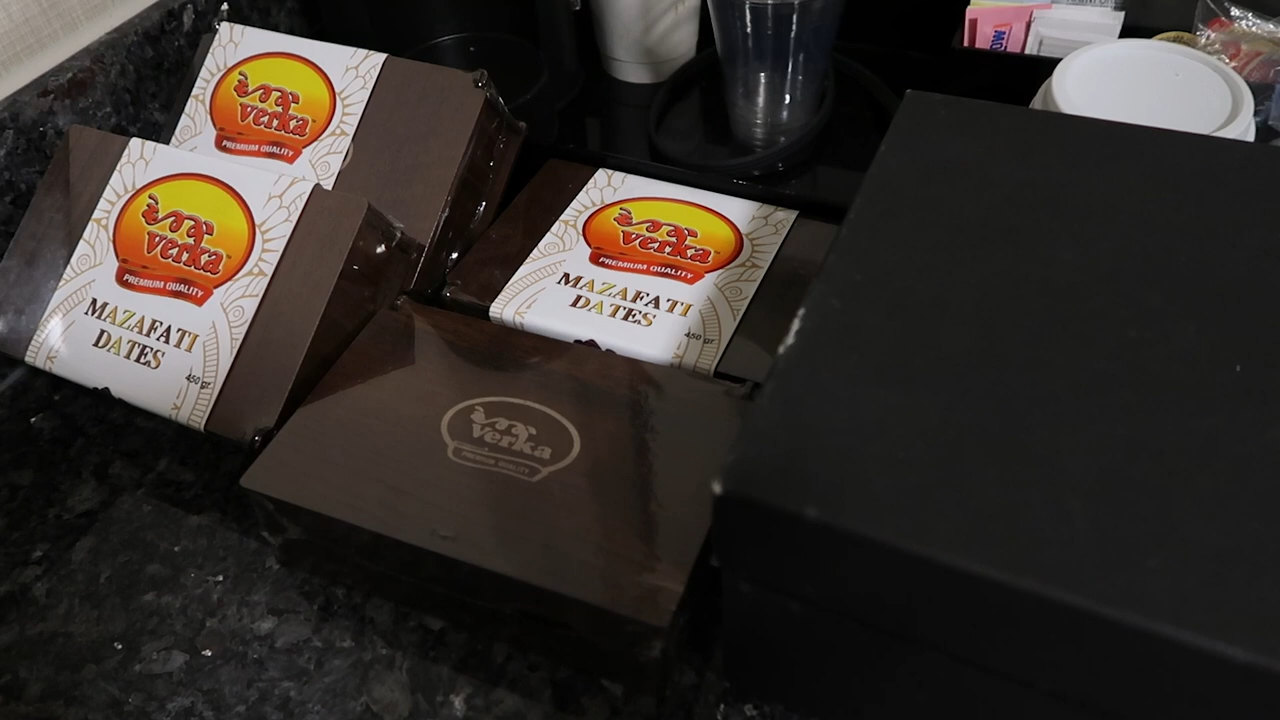 verka
PREMIUM QUALITY
verka
PREMIUM QUALITY
MAZAFATI
DATES
450 gr
verka
PREMIUM QUALITY
MAZAFATI
DATES
450 gr
verka
PREMIUM QUALITY